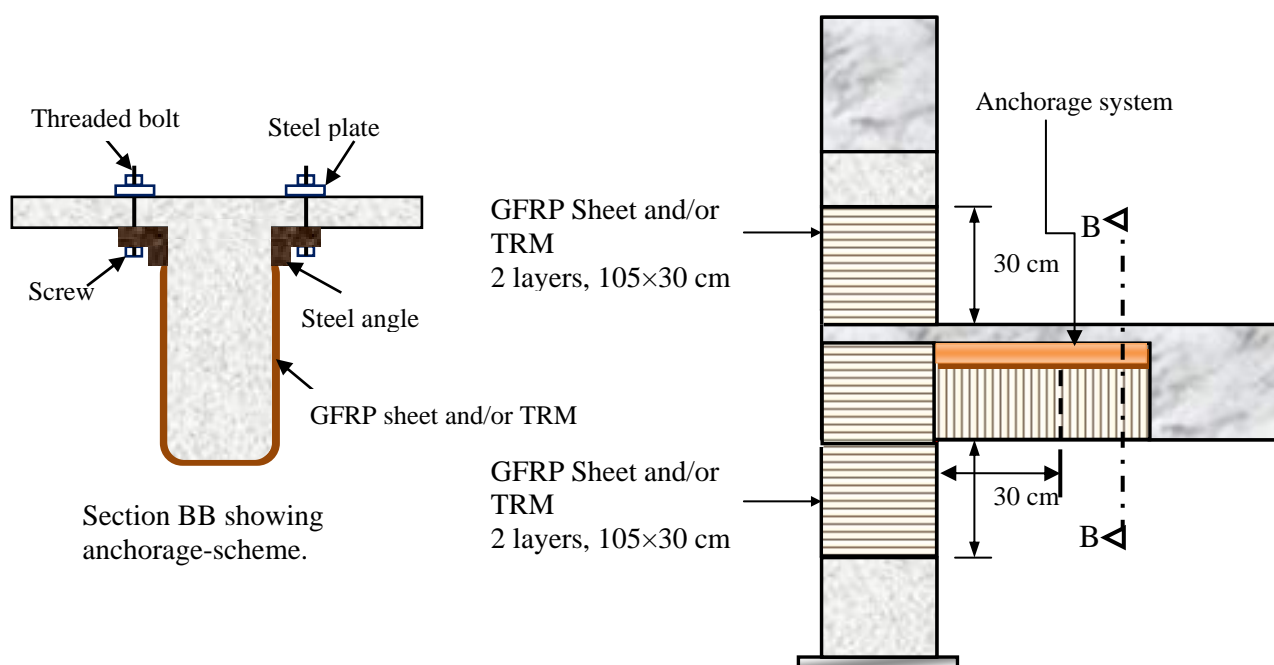 Threaded bolt
Steel plate
Screw
Steel angle
GFRP sheet and/or TRM
Section BB showing
anchorage-scheme.
Anchorage system
GFRP Sheet and/or
TRM
2 layers, 105×30 cm
30 cm
B
GFRP Sheet and/or
TRM
2 layers, 105×30 cm
30 cm
B